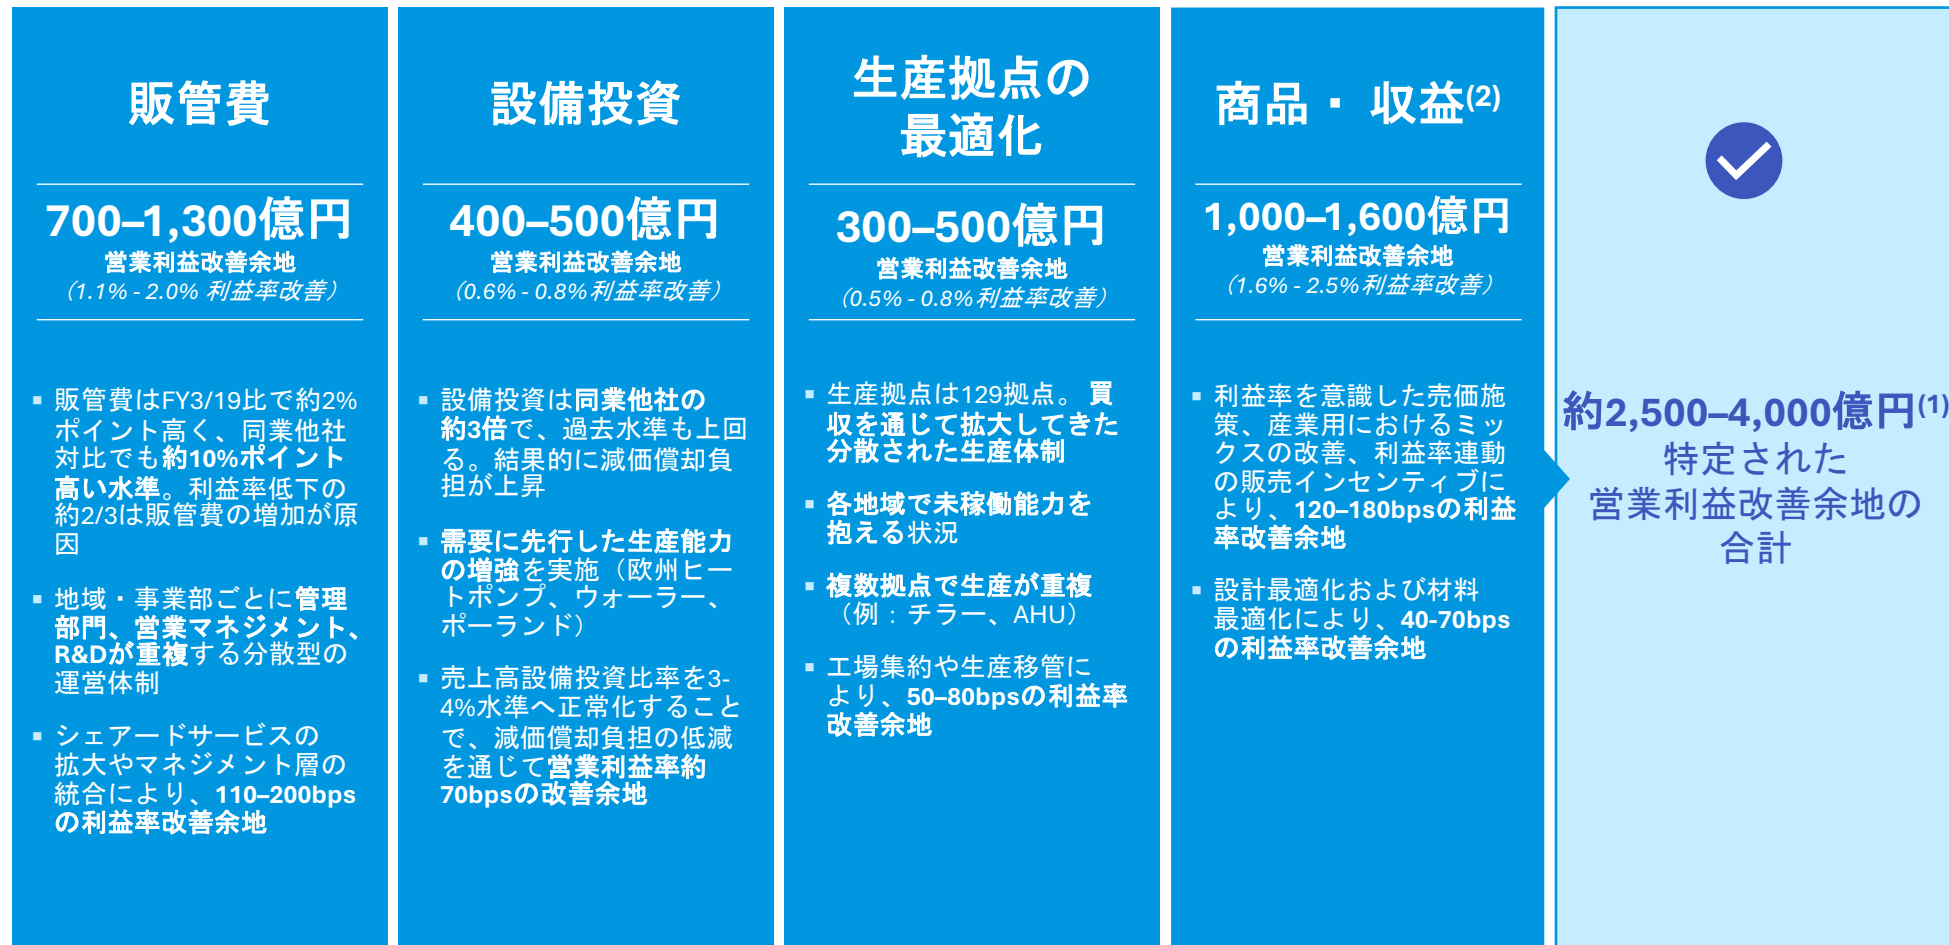 販管費
700–1,300億円
営業利益改善余地
（1.1% - 2.0% 利益率改善）
▪ 販管費はFY3/19比で約2%
ポイント高く、同業他社
対比でも約10%ポイント
高い水準。利益率低下の
約2/3は販管費の増加が原
因
▪ 地域・事業部ごとに管理
部門、営業マネジメント、
R&Dが重複する分散型の
運営体制
▪ シェアードサービスの
拡大やマネジメント層の
統合により、110–200bps
の利益率改善余地
設備投資
400–500億円
営業利益改善余地
（0.6% - 0.8%利益率改善）
▪ 設備投資は同業他社の
約3倍で、過去水準も上回
る。結果的に減価償却負
担が上昇
▪ 需要に先行した生産能力
の増強を実施（欧州ヒー
トポンプ、ウォーラー、
ポーランド）
▪ 売上高設備投資比率を3-
4%水準へ正常化すること
で、減価償却負担の低減
を通じて営業利益率約
70bpsの改善余地
生産拠点の
最適化
300–500億円
営業利益改善余地
（0.5% - 0.8%利益率改善）
▪ 生産拠点は129拠点。 買
収を通じて拡大してきた
分散された生産体制
▪ 各地域で未稼働能力を
抱える状況
▪ 複数拠点で生産が重複
（例：チラー、AHU）
▪ 工場集約や生産移管に
より、50–80bpsの利益率
改善余地
商品・ 収益(2)
1,000–1,600億円
営業利益改善余地
（1.6% - 2.5%利益率改善）
▪ 利益率を意識した売価施
策、産業用におけるミッ
クスの改善、利益率連動
の販売インセンティブに
より、120–180bpsの利益
率改善余地
▪ 設計最適化および材料
最適化により、40-70bps
の利益率改善余地
約2,500–4,000億円(1)
特定された
営業利益改善余地の
合計